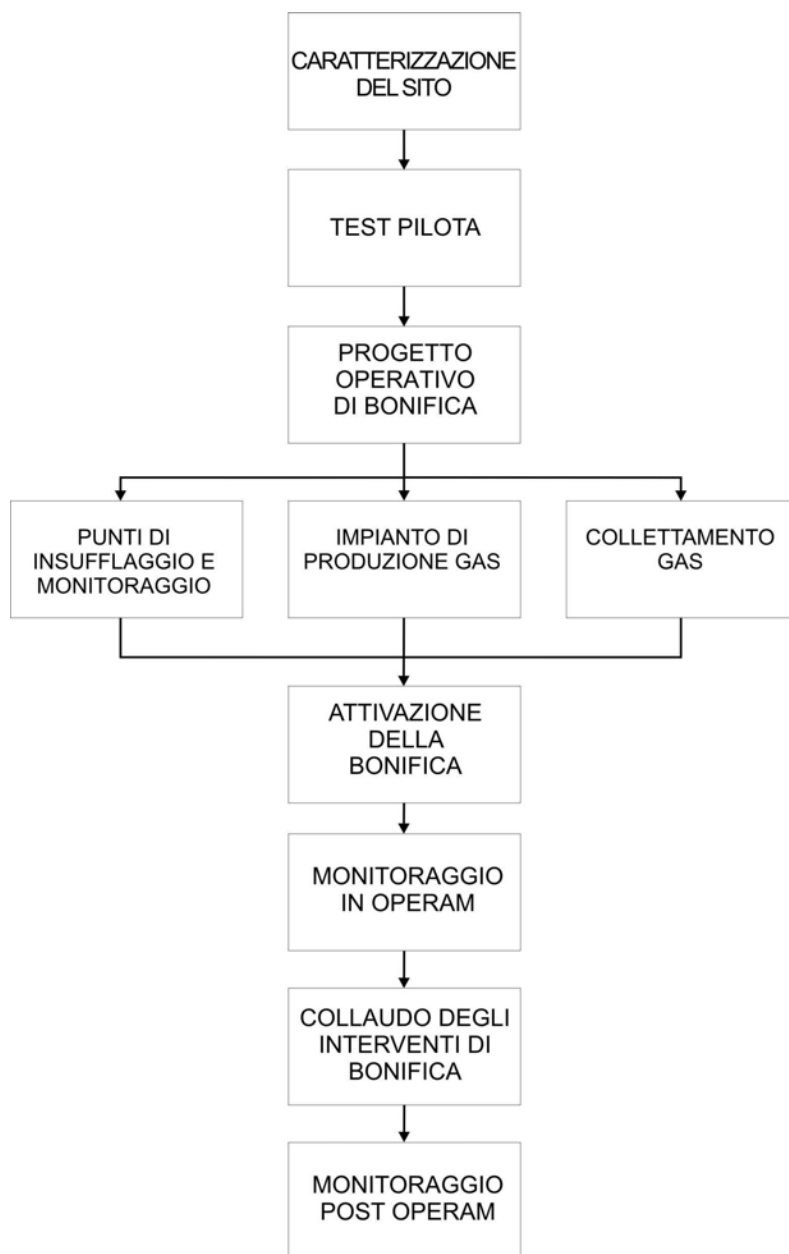 CARATTERIZZAZIONE
DEL SITO
TEST PILOTA
PROGETTO
OPERATIVO
DI BONIFICA
PUNTI DI
INSUFFLAGGIO E
MONITORAGGIO
IMPIANTO DI
PRODUZIONE GAS
COLLETTAMENTO
GAS
ATTIVAZIONE
DELLA
BONIFICA
MONITORAGGIO
IN OPERAM
COLLAUDO DEGLI
INTERVENTI DI
BONIFICA
MONITORAGGIO
POST OPERAM